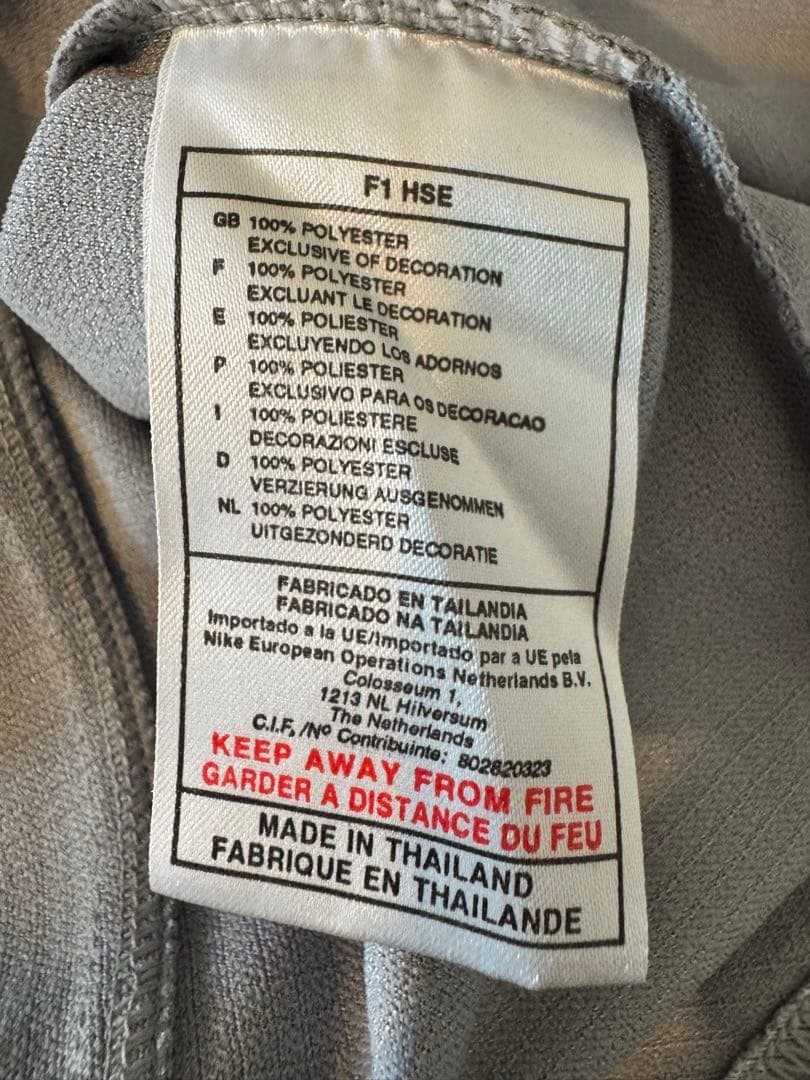 F1 HSE
GB 100% POLYESTER
EXCLUSIVE OF DECORATION
F 100% POLYESTER
EXCLUANT LE DECORATION
E 100% POLIESTER
EXCLUYENDO LOS ADORNOS
P 100% POLIESTER
EXCLUSIVO PARA OS DECORACAO
I 100% POLIESTERE
DECORAZIONI ESCLUSE
D 100% POLYESTER
VERZIERUNG AUSGENOMMEN
NL 100% POLYESTER
UITGEZONDERD DECORATIE
FABRICADO EN TAILANDIA
FABRICADO NA TAILANDIA
Importado a la UE/Importado par a UE pela
Nike European Operations Netherlands B.V.
Colosseum 1,
1213 NL Hilversum
The Netherlands
C.I.F, /Nº Contribuinte: 802820323
KEEP AWAY FROM FIRE
GARDER A DISTANCE DU FEU
MADE IN THAILAND
FABRIQUE EN THAILANDE